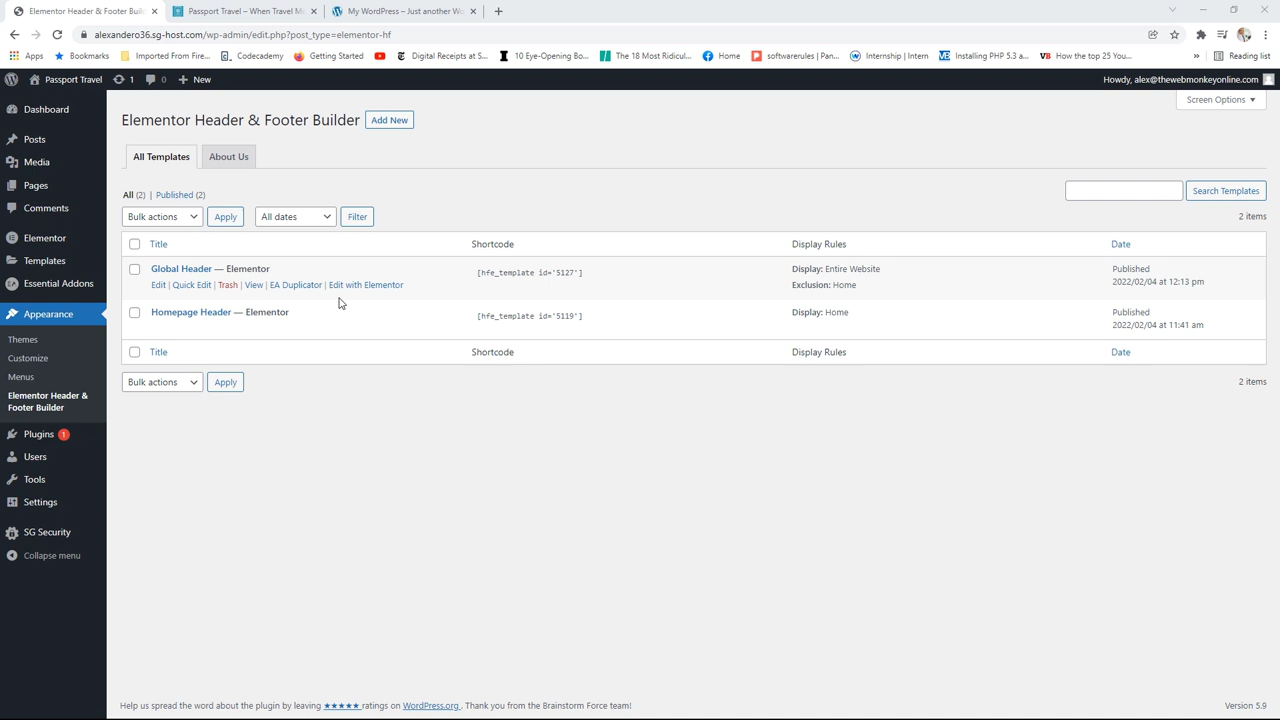 Elementor Header & Footer Buil
Passport Travel – When Travel M
My WordPress – Just another Wo
alexandero36.sg-host.com/wp-admin/edit.php?post_type=elementor-hf
Apps
Bookmarks
Imported From Fire...
Codecademy
Getting Started
Digital Receipts at S...
10 Eye-Opening Bo...
The 18 Most Ridicul...
Home
softwarerules | Pan...
Internship | Intern
Installing PHP 5.3 a...
How the top 25 You...
»
Reading list
Passport Travel
1
0
New
Howdy, alex@thewebmonkeyonline.com
Screen Options
Dashboard
Posts
Media
Pages
Comments
Elementor
Templates
Essential Addons
Appearance
Themes
Customize
Menus
Elementor Header &
Footer Builder
Plugins 1
Users
Tools
Settings
SG Security
Collapse menu
Elementor Header & Footer Builder
Add New
All Templates
About Us
All (2) | Published (2)
Search Templates
Bulk actions
Apply
All dates
Filter
2 items
Title
Shortcode
Display Rules
Date
Global Header — Elementor
Edit | Quick Edit | Trash | View | EA Duplicator | Edit with Elementor
[hfe_template id='5127']
Display: Entire Website
Exclusion: Home
Published
2022/02/04 at 12:13 pm
Homepage Header — Elementor
[hfe_template id='5119']
Display: Home
Published
2022/02/04 at 11:41 am
Title
Shortcode
Display Rules
Date
Bulk actions
Apply
2 items
Help us spread the word about the plugin by leaving ★★★★★ ratings on WordPress.org . Thank you from the Brainstorm Force team!
Version 5.9